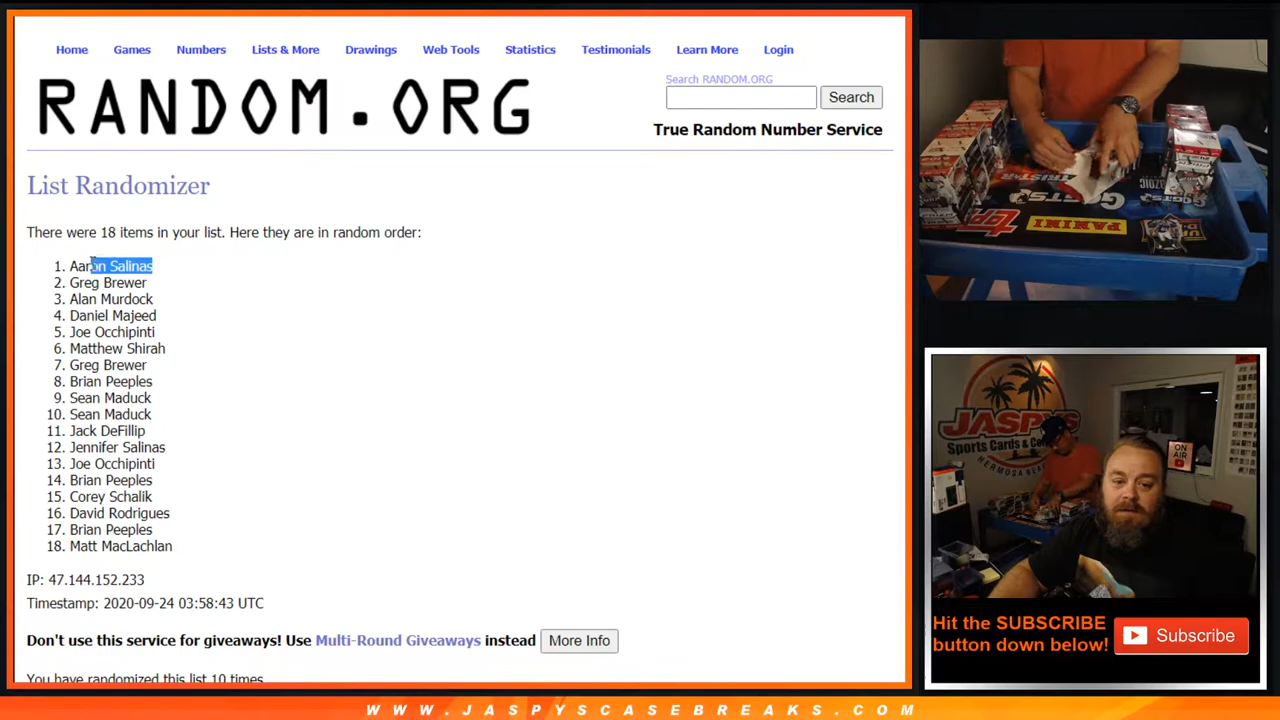 Home Games Numbers Lists & More Drawings Web Tools Statistics Testimonials Learn More Login
RANDOM.ORG
Search RANDOM.ORG
Search
True Random Number Service
List Randomizer
There were 18 items in your list. Here they are in random order:
1. Aaron Salinas
2. Greg Brewer
3. Alan Murdock
4. Daniel Majeed
5. Joe Occhipinti
6. Matthew Shirah
7. Greg Brewer
8. Brian Peeples
9. Sean Maduck
10. Sean Maduck
11. Jack DeFillip
12. Jennifer Salinas
13. Joe Occhipinti
14. Brian Peeples
15. Corey Schalik
16. David Rodrigues
17. Brian Peeples
18. Matt MacLachlan
IP: 47.144.152.233
Timestamp: 2020-09-24 03:58:43 UTC
Don't use this service for giveaways! Use Multi-Round Giveaways instead More Info
You have randomized this list 10 times
topps
PANINI
JASPYS
Sports Cards &
HERMOSA
ON AIR
Hit the SUBSCRIBE
button down below!
Subscribe
WWW.JASPYSCASEBREAKS.COM